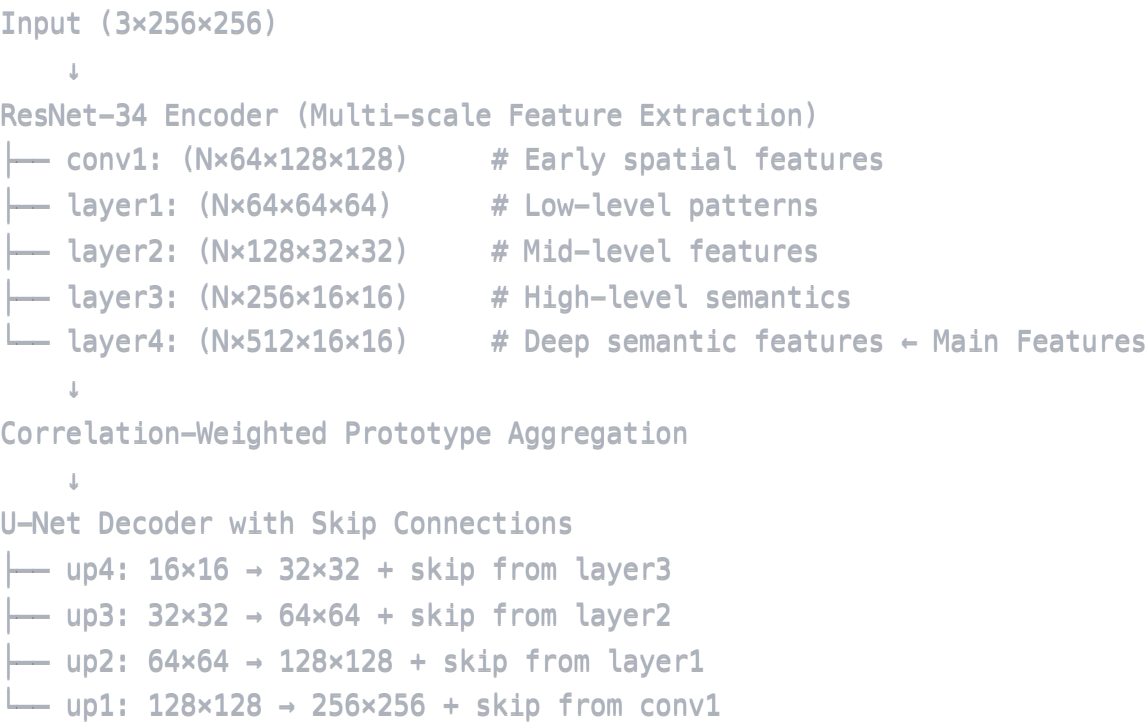 Input (3×256×256)
    ↓
ResNet-34 Encoder (Multi-scale Feature Extraction)
├── conv1: (N×64×128×128)     # Early spatial features
├── layer1: (N×64×64×64)      # Low-level patterns
├── layer2: (N×128×32×32)     # Mid-level features
├── layer3: (N×256×16×16)     # High-level semantics
└── layer4: (N×512×16×16)     # Deep semantic features ← Main Features
    ↓
Correlation-Weighted Prototype Aggregation
    ↓
U-Net Decoder with Skip Connections
├── up4: 16×16 → 32×32 + skip from layer3
├── up3: 32×32 → 64×64 + skip from layer2
├── up2: 64×64 → 128×128 + skip from layer1
└── up1: 128×128 → 256×256 + skip from conv1